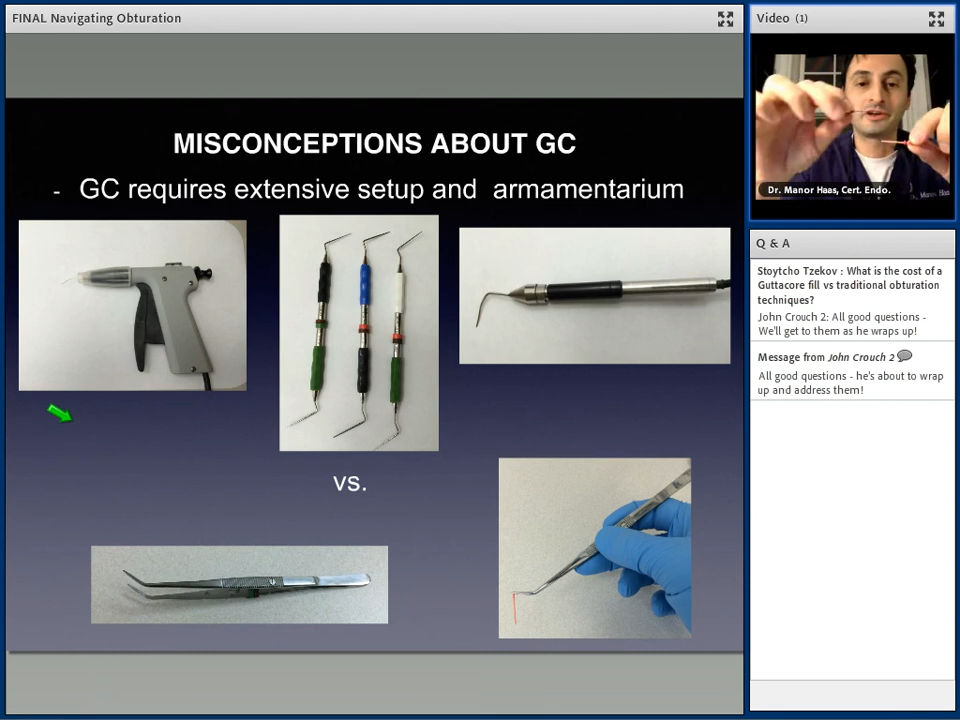 FINAL Navigating Obturation
MISCONCEPTIONS ABOUT GC
- GC requires extensive setup and armamentarium
vs.
Video (1)
Dr. Manor Haas, Cert. Endo.
Q & A
Stoytcho Tzekov : What is the cost of a
Guttacore fill vs traditional obturation
techniques?
John Crouch 2: All good questions -
We'll get to them as he wraps up!
Message from John Crouch 2
All good questions - he's about to wrap
up and address them!